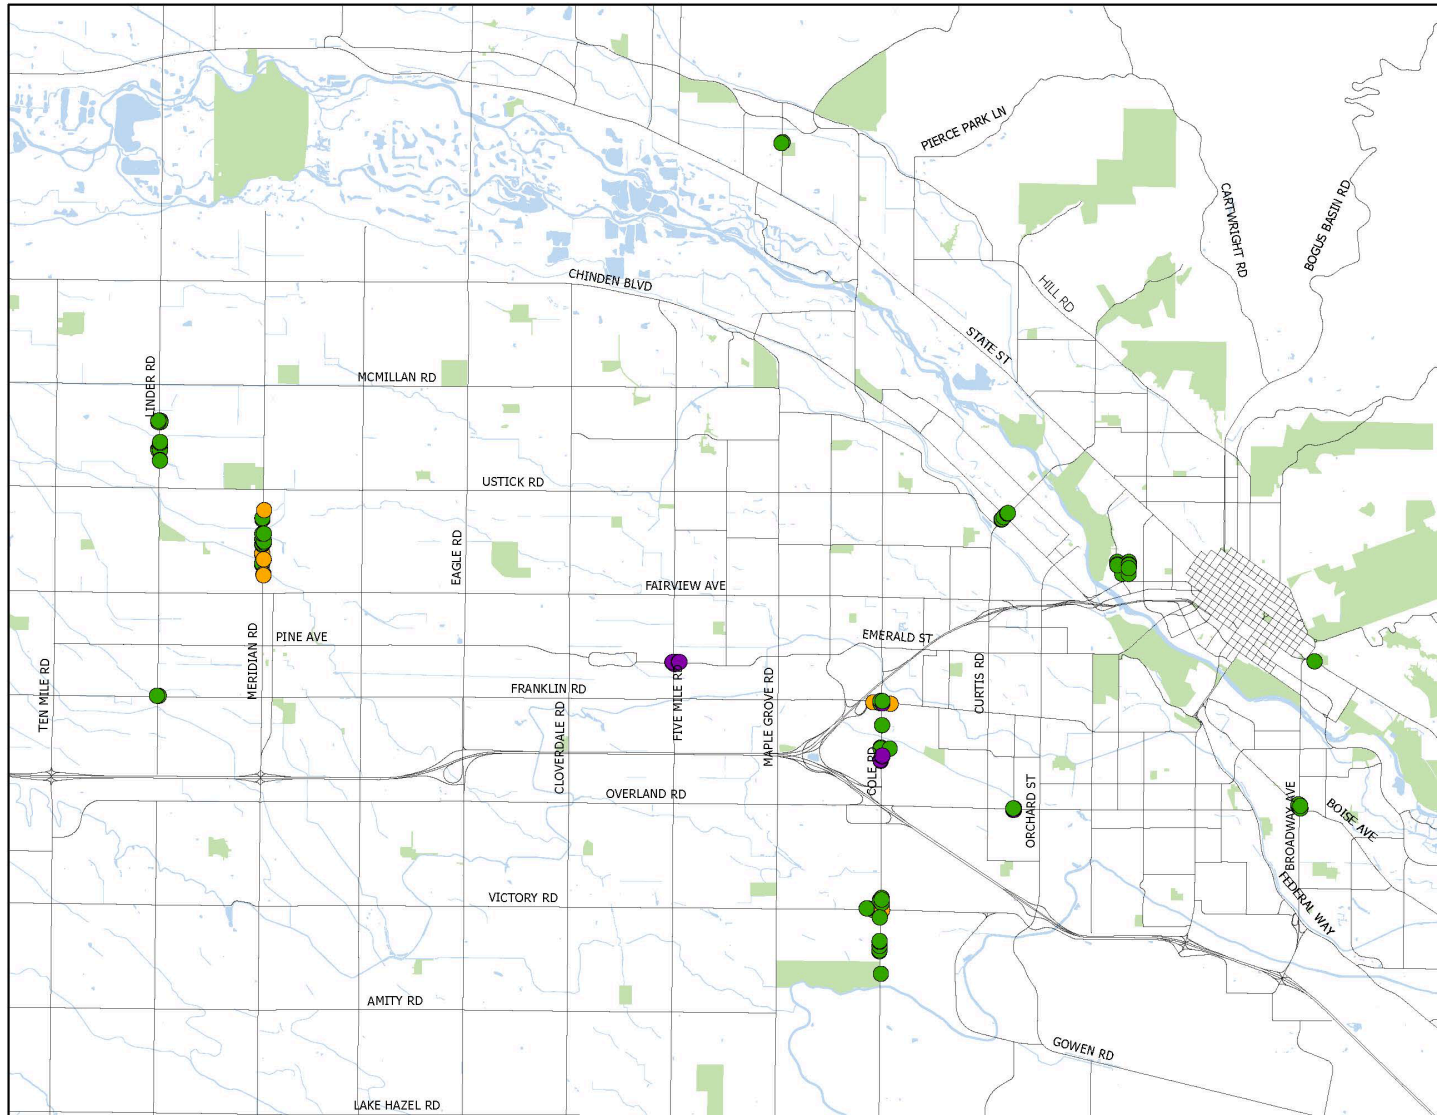 PIERCE PARK LN
CARTWRIGHT RD
BOGUS BASIN RD
CHINDEN BLVD
HILL RD
STATE ST
LINDER RD
MCMILLAN RD
USTICK RD
EAGLE RD
FAIRVIEW AVE
MERIDIAN RD
PINE AVE
EMERALD ST
TEN MILE RD
FRANKLIN RD
CLOVERDALE RD
FIVE MILE RD
MAPLE GROVE RD
CURTIS RD
COLE RD
OVERLAND RD
ORCHARD ST
BROADWAY AVE
BOISE AVE
VICTORY RD
FEDERAL WAY
AMITY RD
GOWEN RD
LAKE HAZEL RD